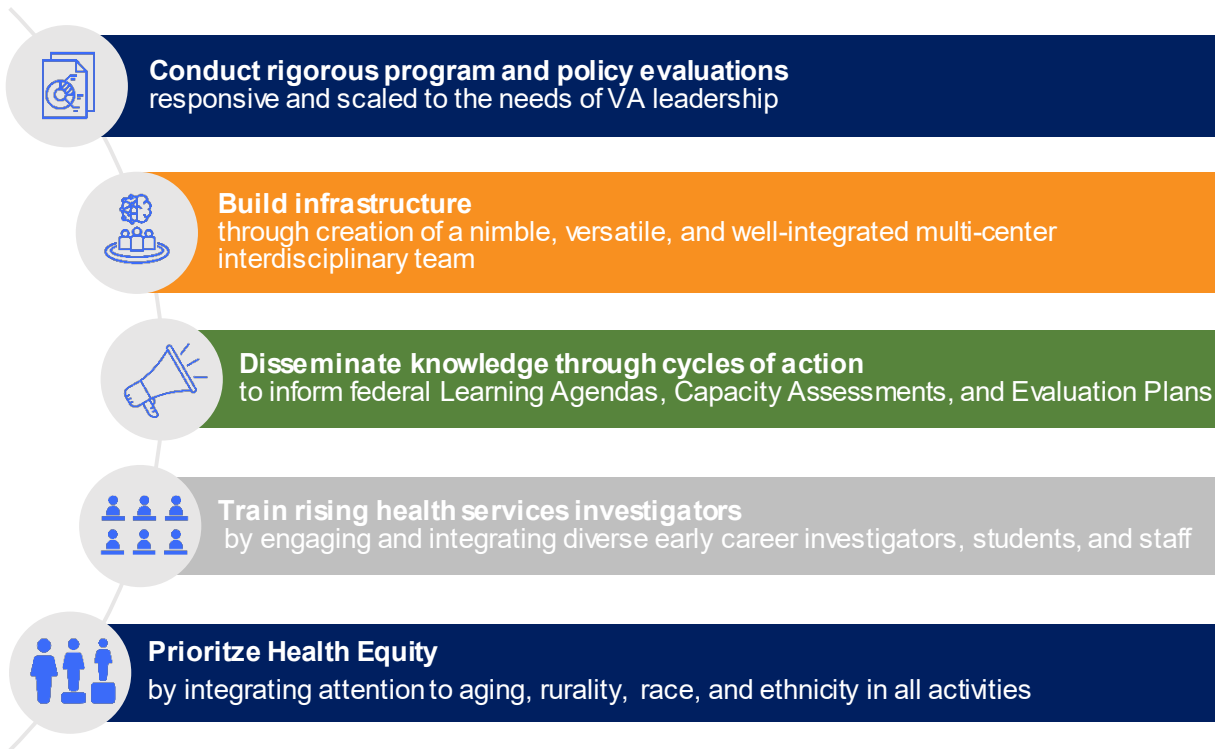 Conduct rigorous program and policy evaluations
responsive and scaled to the needs of VA leadership
Build infrastructure
through creation of a nimble, versatile, and well-integrated multi-center
interdisciplinary team
Disseminate knowledge through cycles of action
to inform federal Learning Agendas, Capacity Assessments, and Evaluation Plans
Train rising health services investigators
by engaging and integrating diverse early career investigators, students, and staff
Prioritze Health Equity
by integrating attention to aging, rurality, race, and ethnicity in all activities